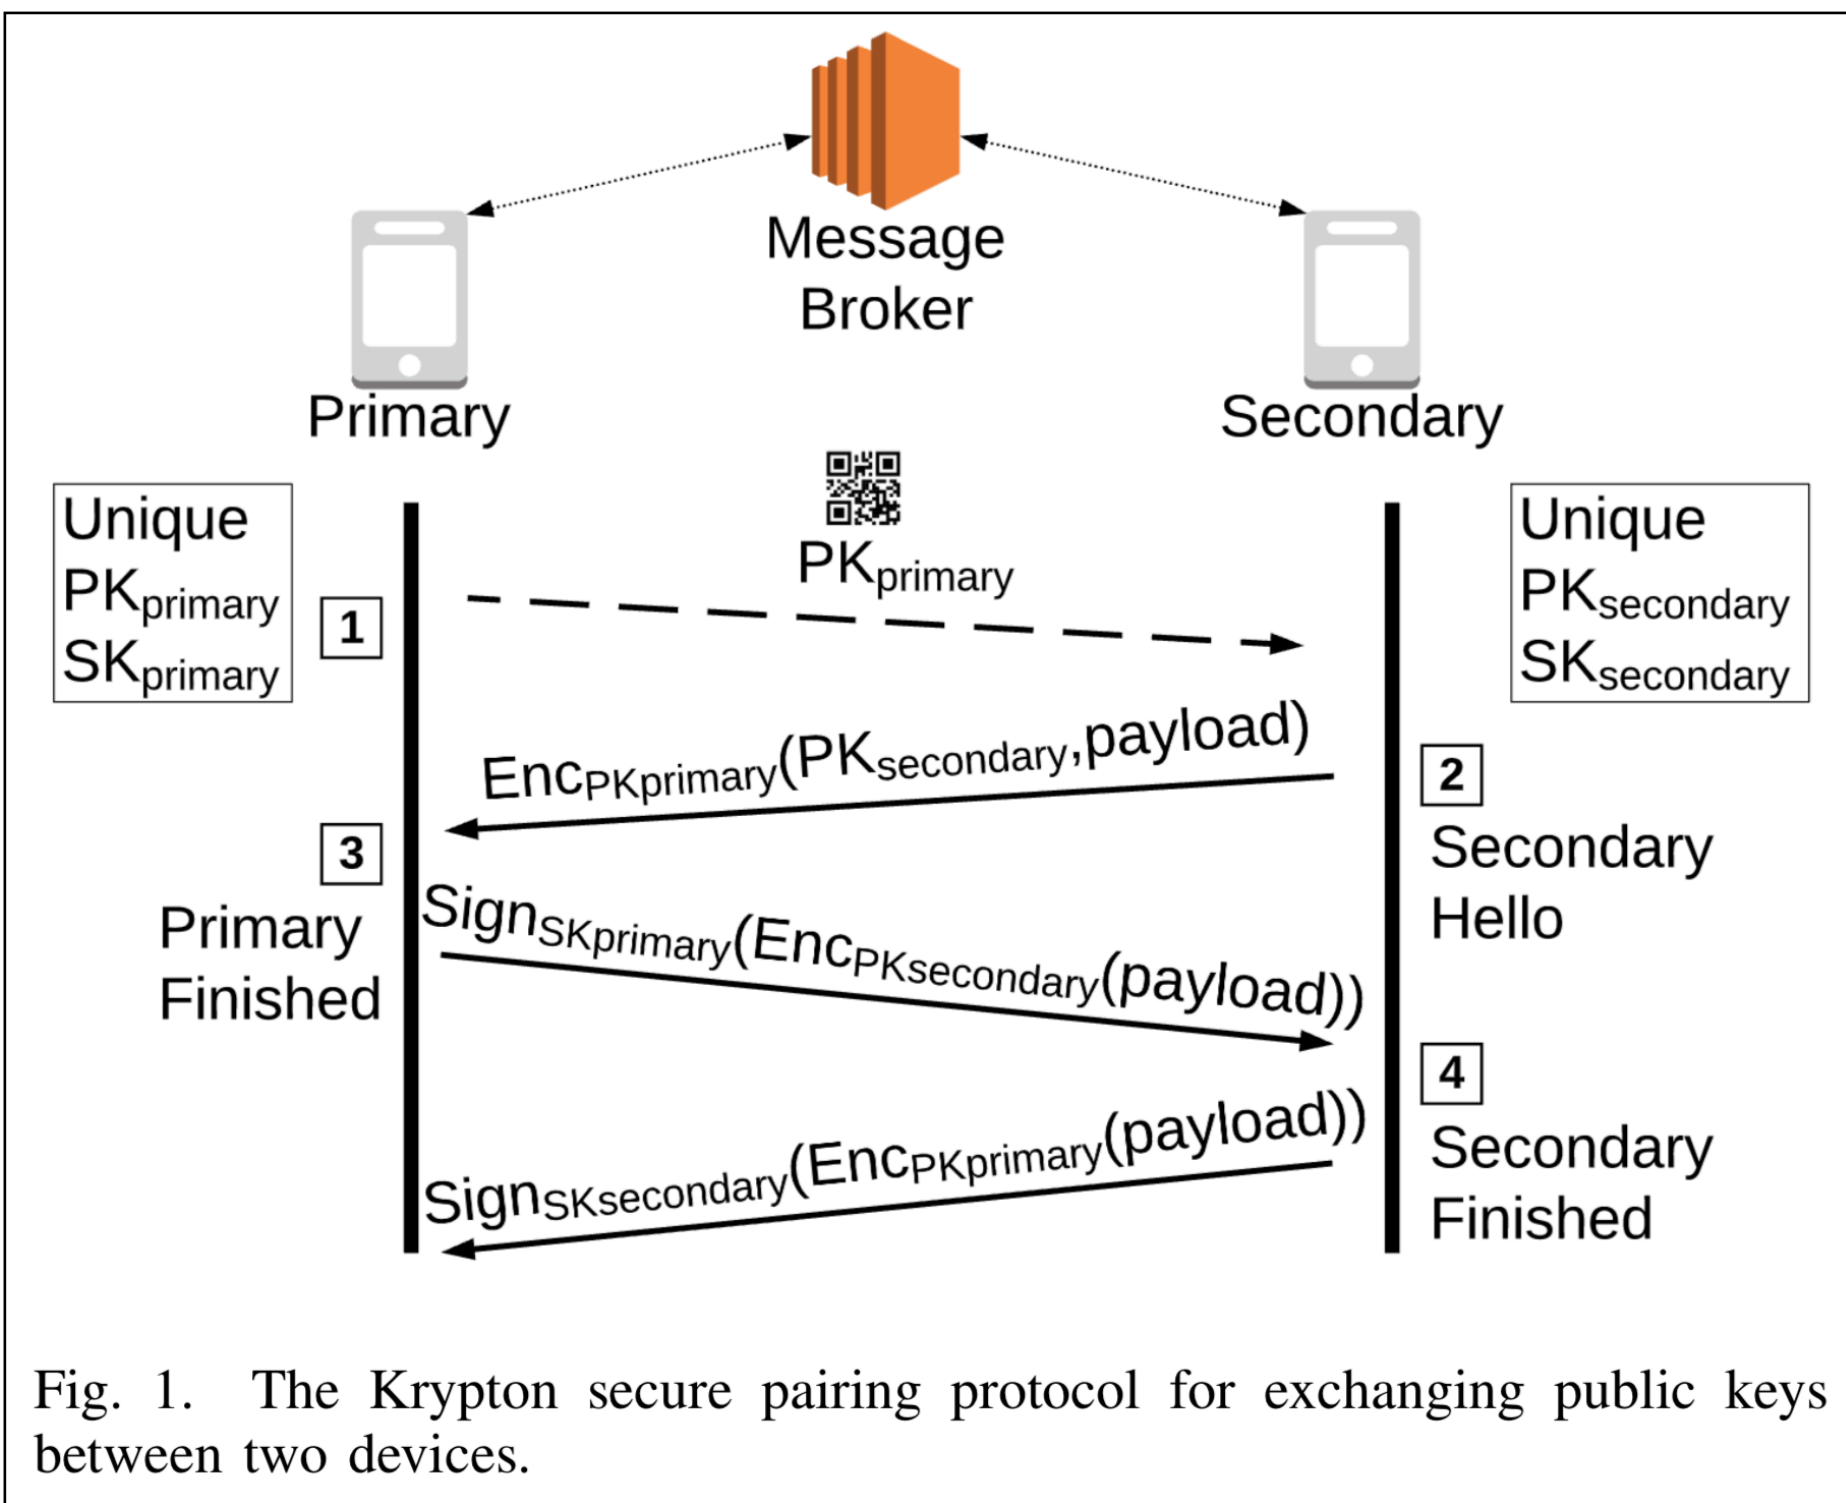 Message
Broker
Primary
Secondary
Unique
PKprimary
SKprimary
Unique
PKsecondary
SKsecondary
PKprimary
1
EncPKprimary(PKsecondary,payload)
2
Secondary
Hello
3
Primary
Finished
SignSKprimary(EncPKsecondary(payload))
4
Secondary
Finished
SignSKsecondary(EncPKprimary(payload))
Fig. 1. The Krypton secure pairing protocol for exchanging public keys
between two devices.